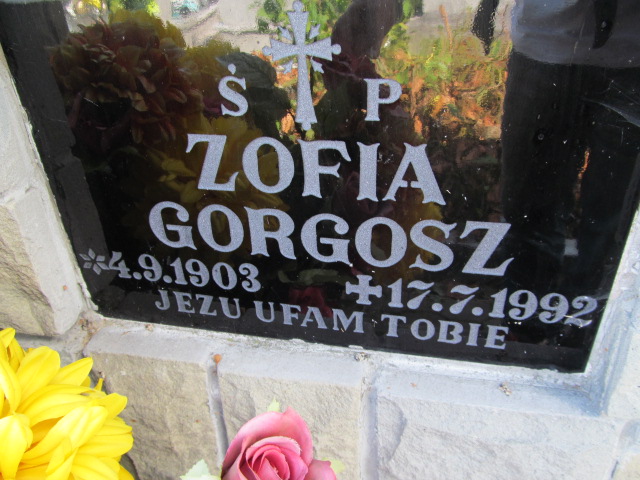 Ś P
ZOFIA
GORGOSZ
4.9.1903 17.7.1992
JEZU UFAM TOBIE